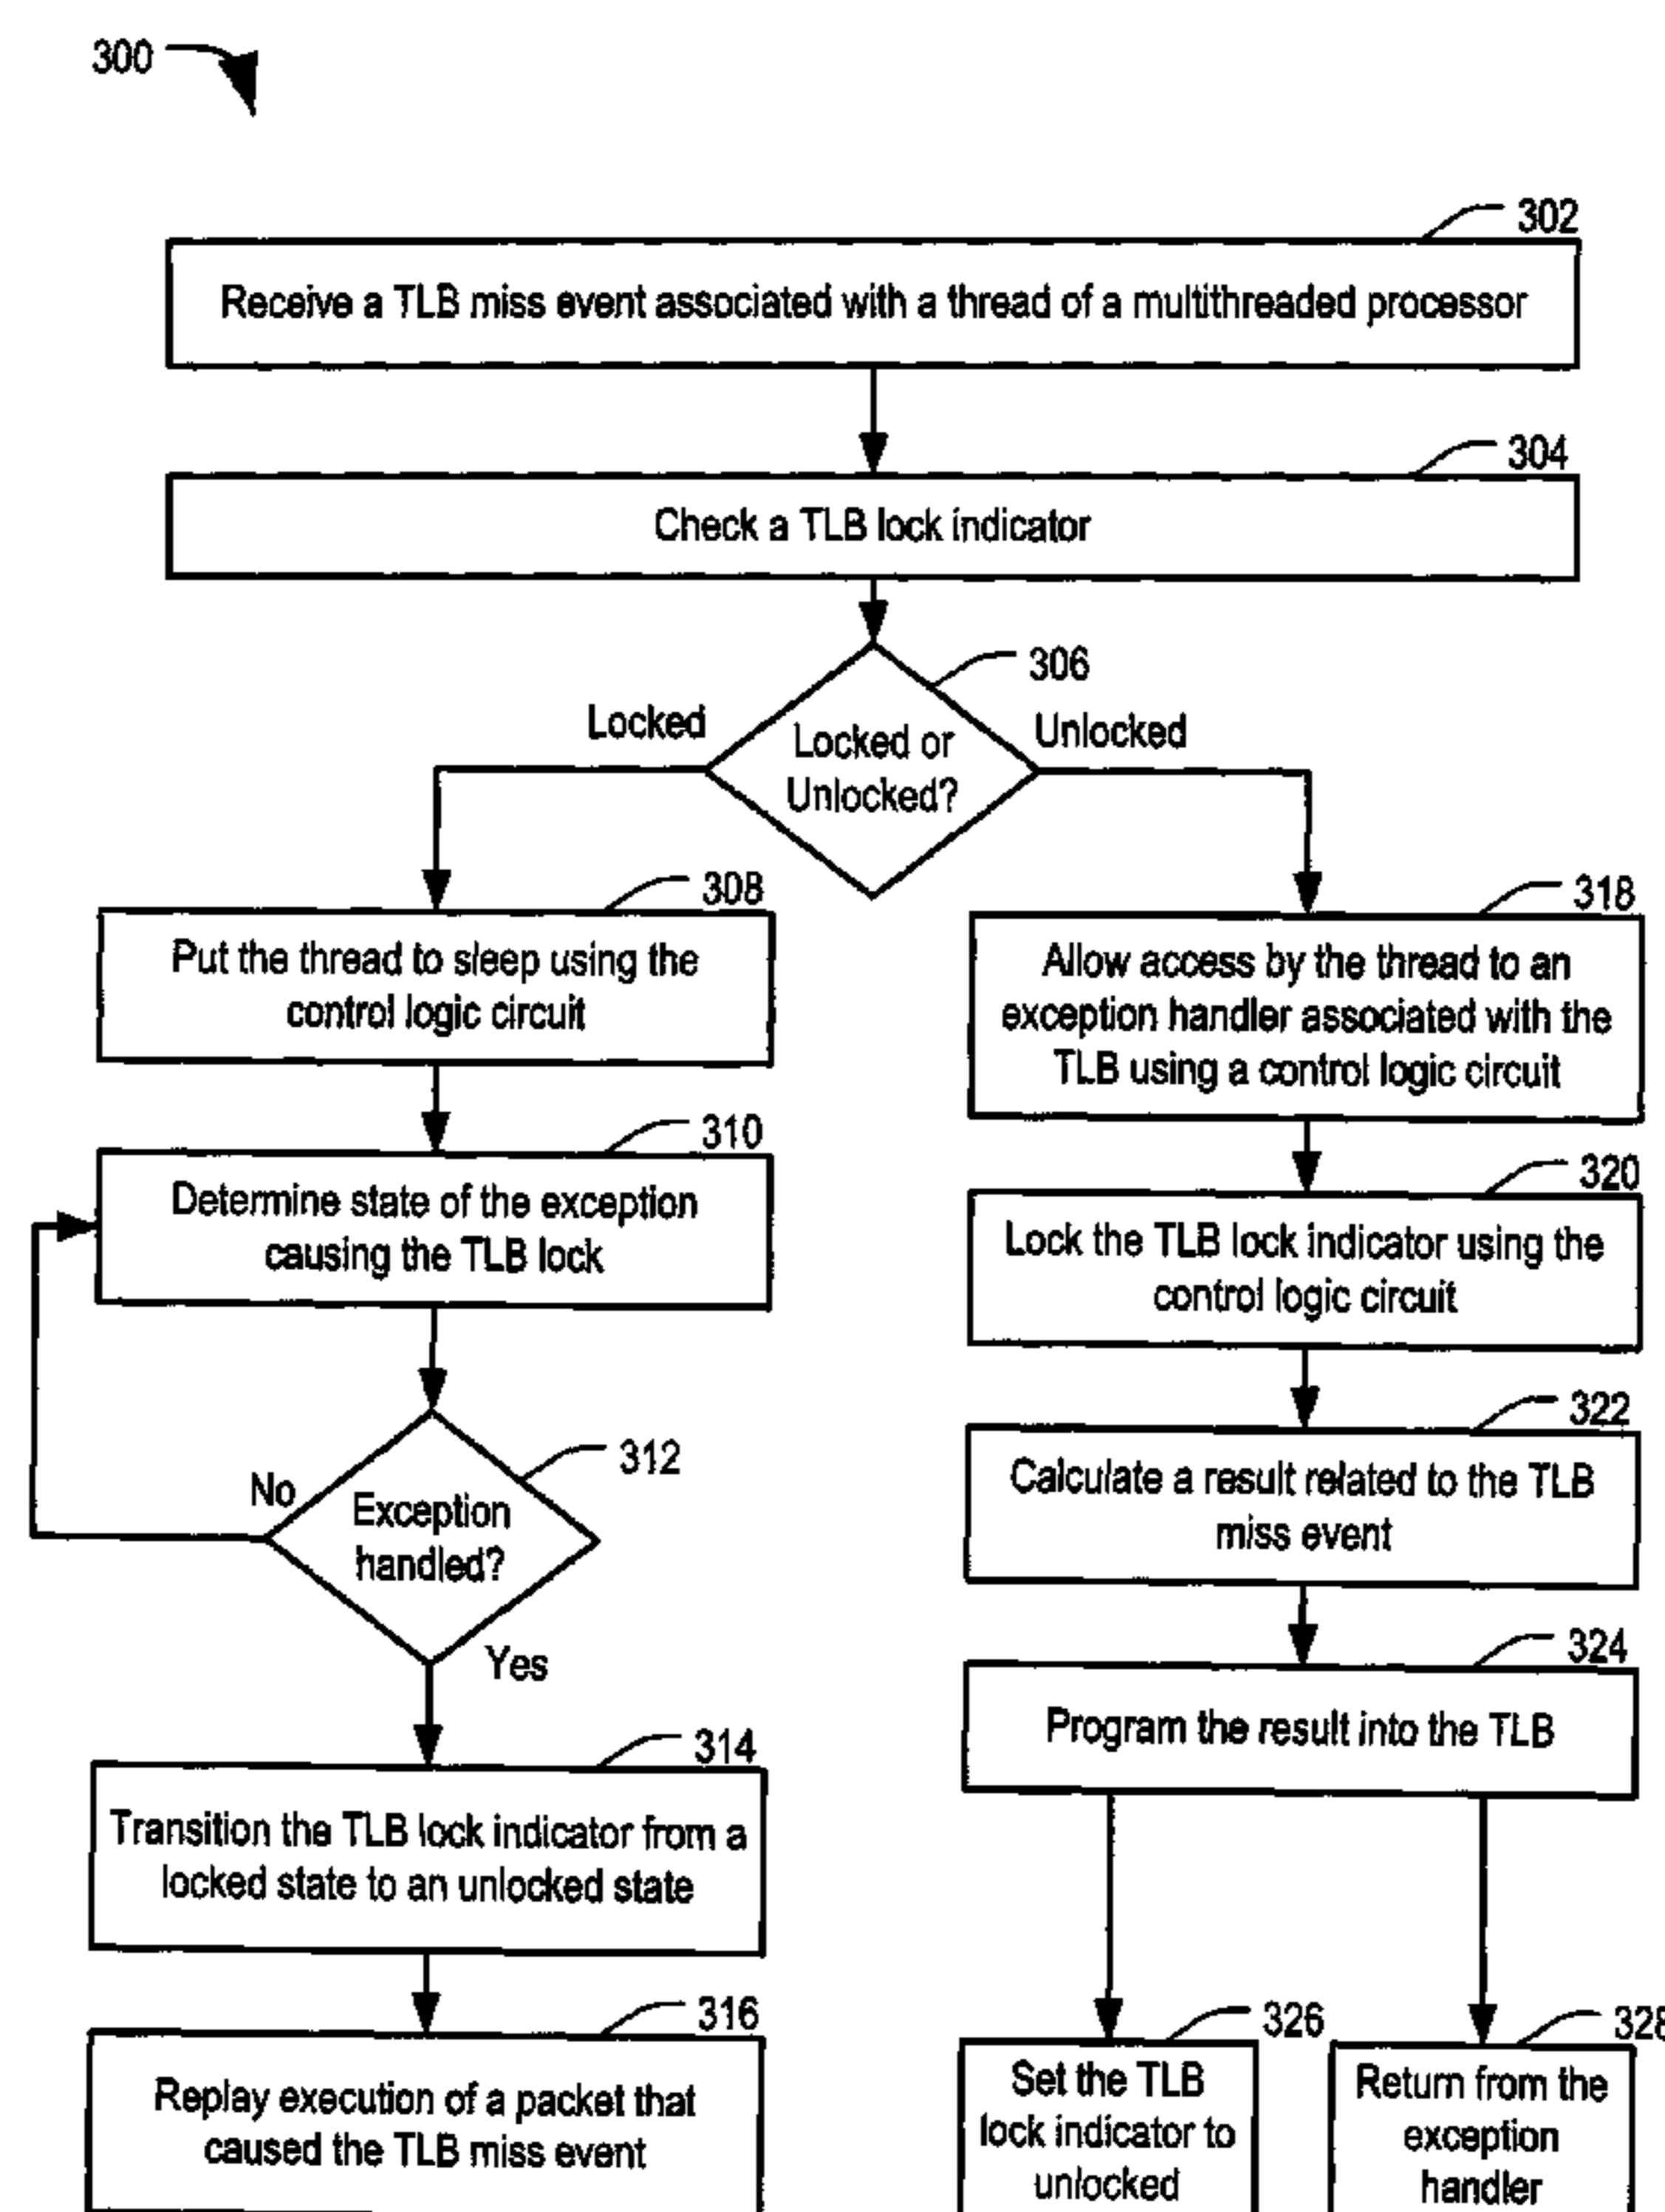 300
302
Receive a TLB miss event associated with a thread of a multithreaded processor
304
Check a TLB lock indicator
306
Locked
Locked or
Unlocked?
Unlocked
308
Put the thread to sleep using the
control logic circuit
310
Determine state of the exception
causing the TLB lock
312
No
Exception
handled?
Yes
314
Transition the TLB lock indicator from a
locked state to an unlocked state
316
Replay execution of a packet that
caused the TLB miss event
318
Allow access by the thread to an
exception handler associated with the
TLB using a control logic circuit
320
Lock the TLB lock indicator using the
control logic circuit
322
Calculate a result related to the TLB
miss event
324
Program the result into the TLB
326
Set the TLB
lock indicator to
unlocked
328
Return from the
exception
handler